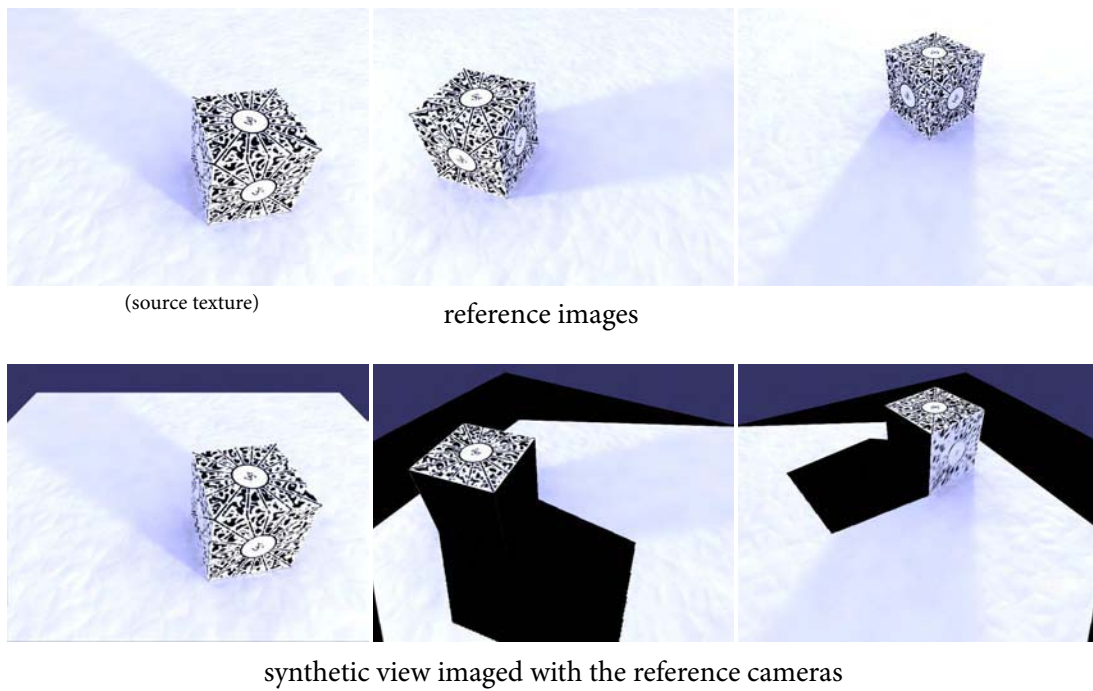 (source texture)
reference images
synthetic view imaged with the reference cameras